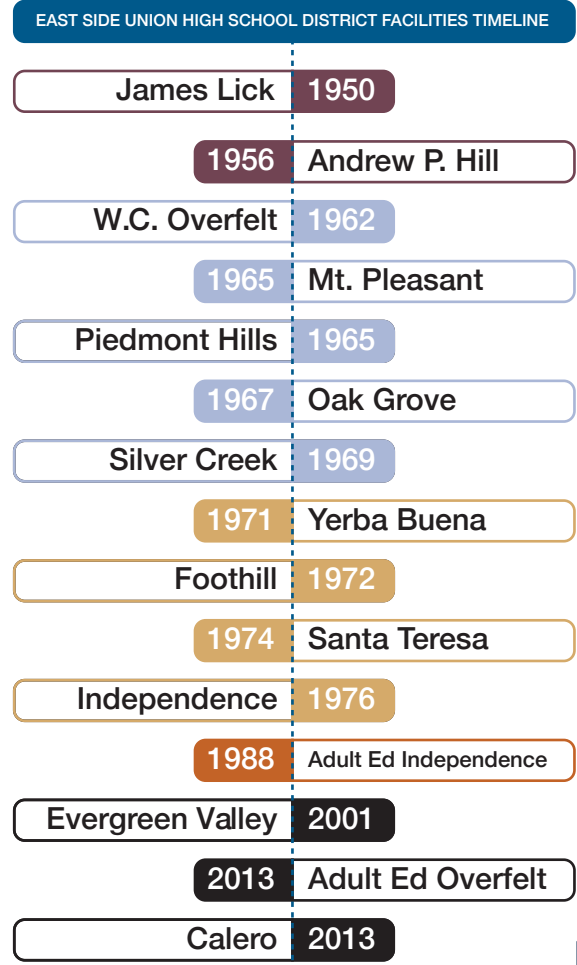 EAST SIDE UNION HIGH SCHOOL DISTRICT FACILITIES TIMELINE
James Lick 1950
1956 Andrew P. Hill
W.C. Overfelt 1962
1965 Mt. Pleasant
Piedmont Hills 1965
1967 Oak Grove
Silver Creek 1969
1971 Yerba Buena
Foothill 1972
1974 Santa Teresa
Independence 1976
1988 Adult Ed Independence
Evergreen Valley 2001
2013 Adult Ed Overfelt
Calero 2013